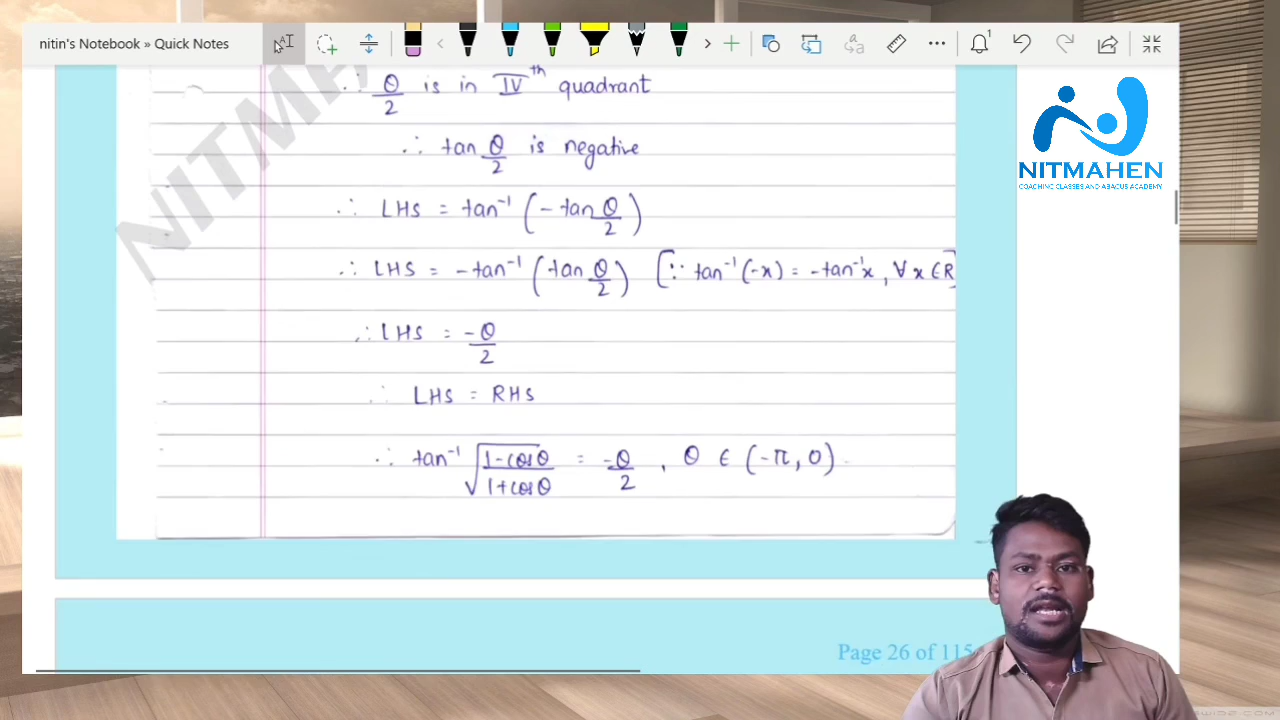 nitin's Notebook » Quick Notes
NITMAHEN
COACHING CLASSES AND ABACUS ACADEMY
∴ θ/2 is in IVth quadrant
∴ tan θ/2 is negative
∴ LHS = tan⁻¹ (- tan θ/2)
∴ LHS = -tan⁻¹ (tan θ/2) [∵ tan⁻¹(-x) = -tan⁻¹x, ∀ x ∈ R]
∴ LHS = -θ/2
∴ LHS = RHS
∴ tan⁻¹ √(1-cosθ/1+cosθ) = -θ/2, θ ∈ (-π, 0)
Page 26 of 115